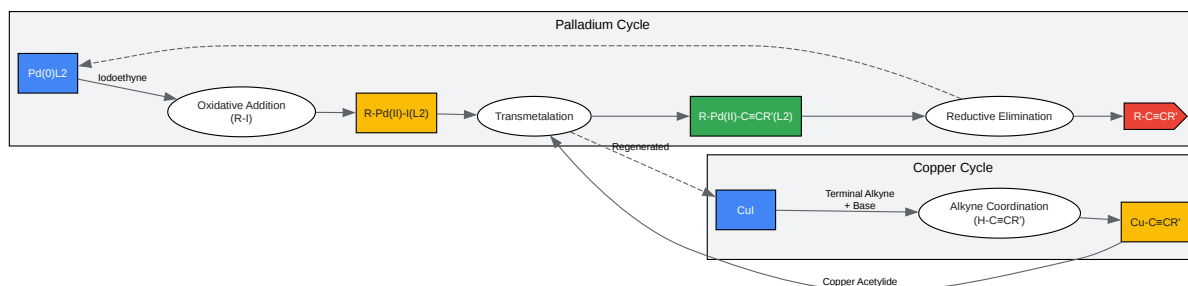 Palladium Cycle
Pd(0)L2
Iodoethyne
Oxidative Addition
(R-I)
R-Pd(II)-I(L2)
Transmetalation
R-Pd(II)-C≡CR'(L2)
Reductive Elimination
R-C≡CR'
Regenerated
Copper Cycle
CuI
Terminal Alkyne
+ Base
Alkyne Coordination
(H-C≡CR')
Cu-C≡CR'
Copper Acetylide